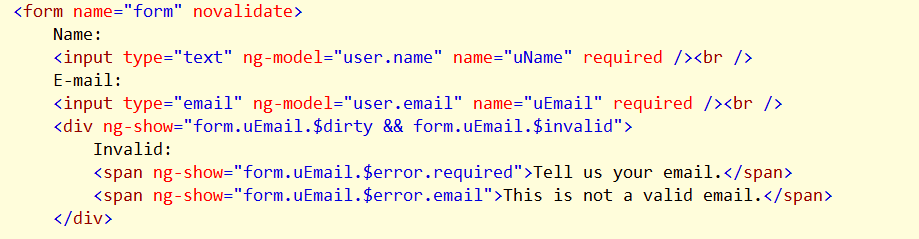 <form name="form" novalidate>
Name:
<input type="text" ng-model="user.name" name="uName" required /><br />
E-mail:
<input type="email" ng-model="user.email" name="uEmail" required /><br />
<div ng-show="form.uEmail.$dirty && form.uEmail.$invalid">
Invalid:
<span ng-show="form.uEmail.$error.required">Tell us your email.</span>
<span ng-show="form.uEmail.$error.email">This is not a valid email.</span>
</div>